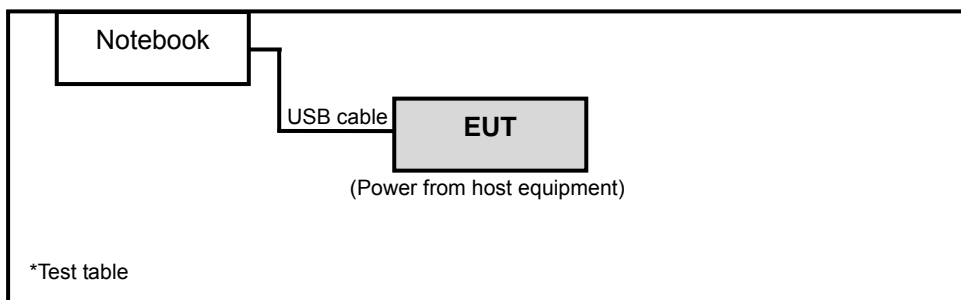 Notebook
USB cable
EUT
(Power from host equipment)
*Test table